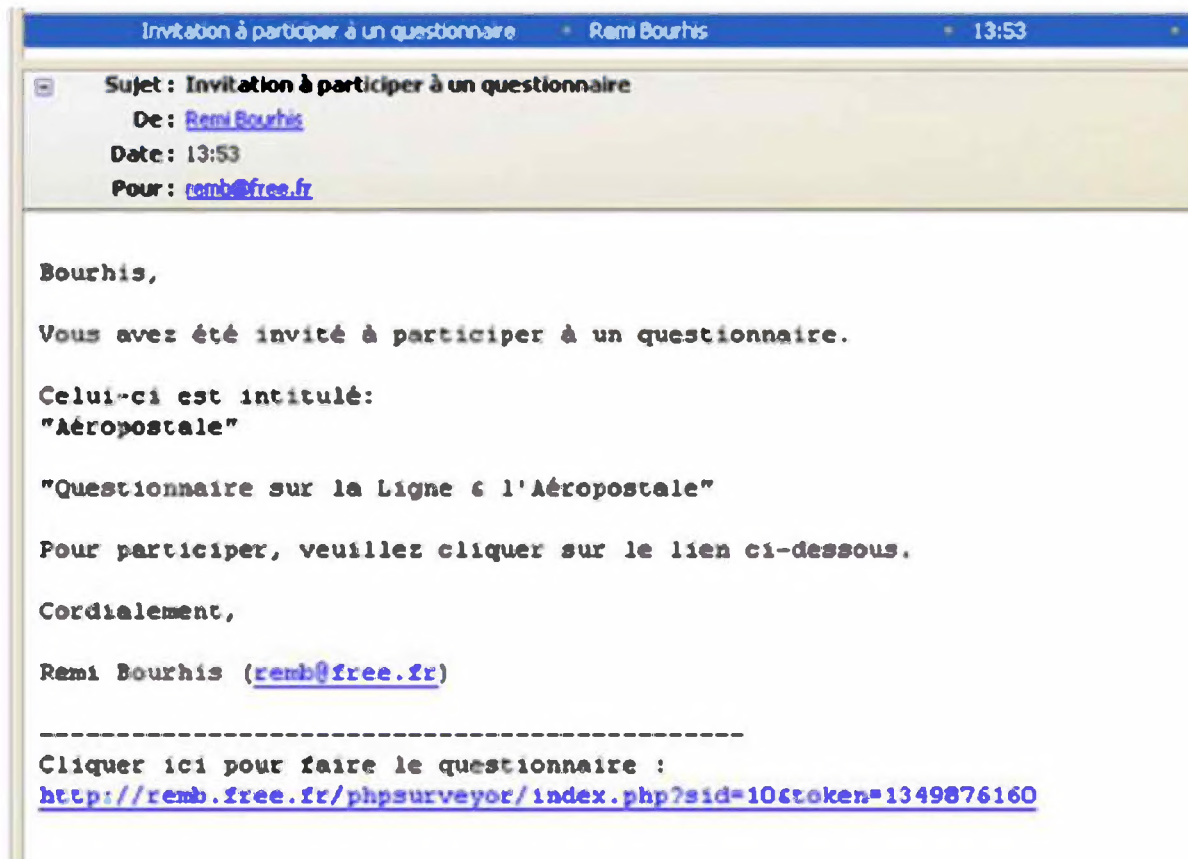 Invitation à participer à un questionnaire Remi Bourhis 13:53
Sujet : Invitation à participer à un questionnaire
De : Remi Bourhis
Date : 13:53
Pour : remb@free.fr
Bourhis,
Vous avez été invité à participer à un questionnaire.
Celui-ci est intitulé:
"Aéropostale"
"Questionnaire sur la Ligne & l'Aéropostale"
Pour participer, veuillez cliquer sur le lien ci-dessous.
Cordialement,
Remi Bourhis (remb@free.fr)
----------------------------------------------
Cliquer ici pour faire le questionnaire :
http://remb.free.fr/phpsurveyor/index.php?sid=10&token=1349876160